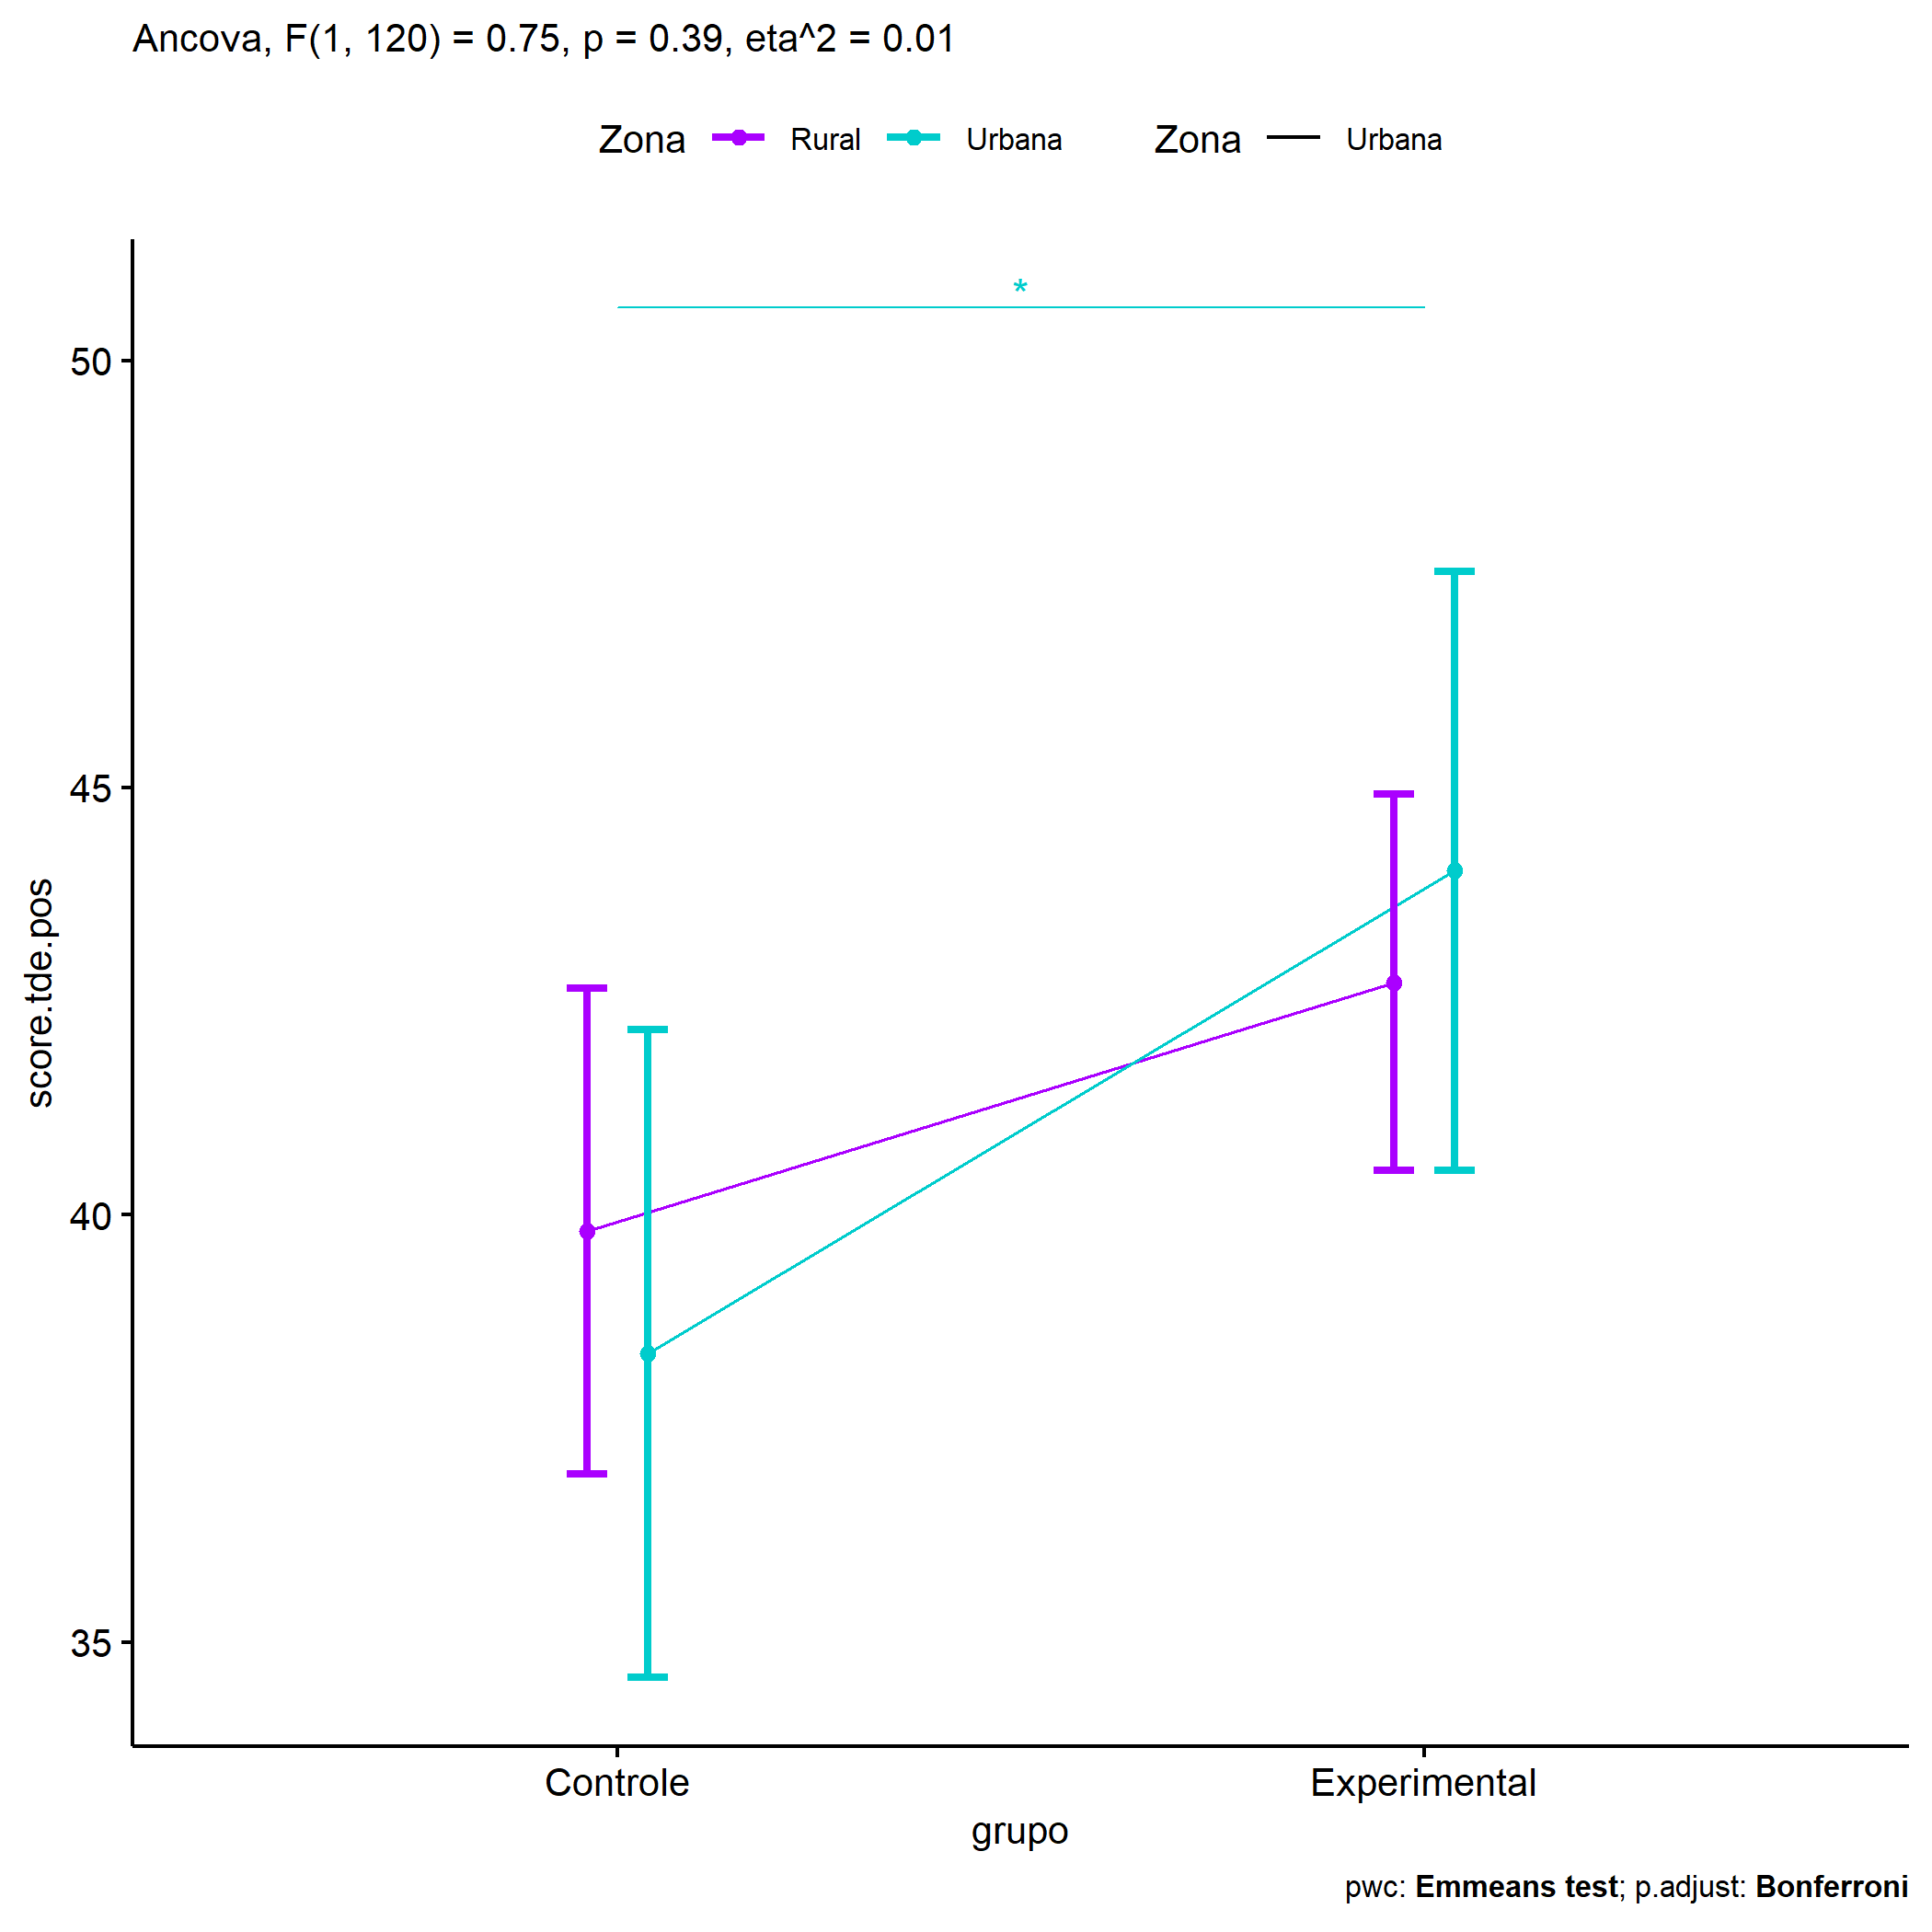 Ancova, F(1, 120) = 0.75, p = 0.39, eta^2 = 0.01
Zona Rural Urbana Zona Urbana
*
50
45
40
35
score.tde.pos
Controle Experimental
grupo
pwc: Emmeans test; p.adjust: Bonferroni